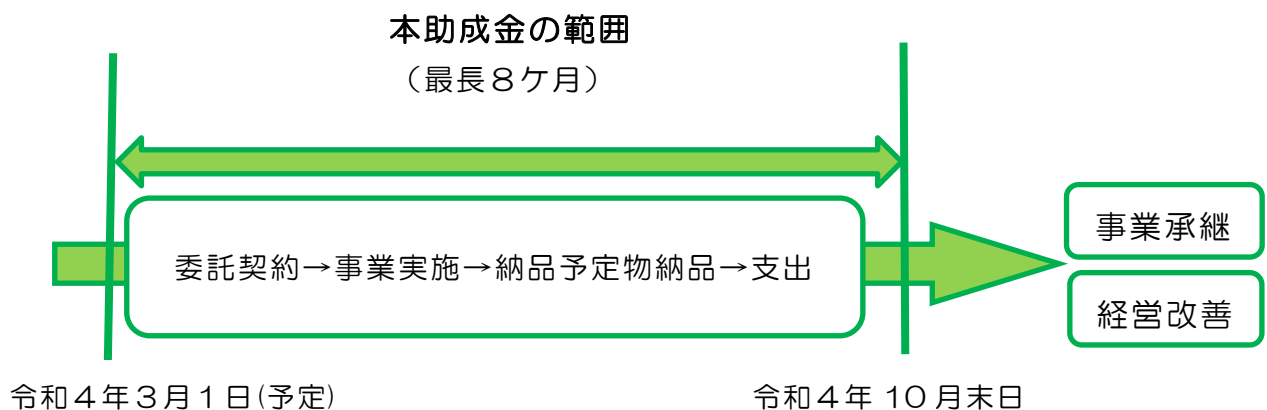 本助成金の範囲
（最長８ケ月）
委託契約→事業実施→納品予定物納品→支出
事業承継
経営改善
令和４年３月１日(予定)
令和４年 10 月末日